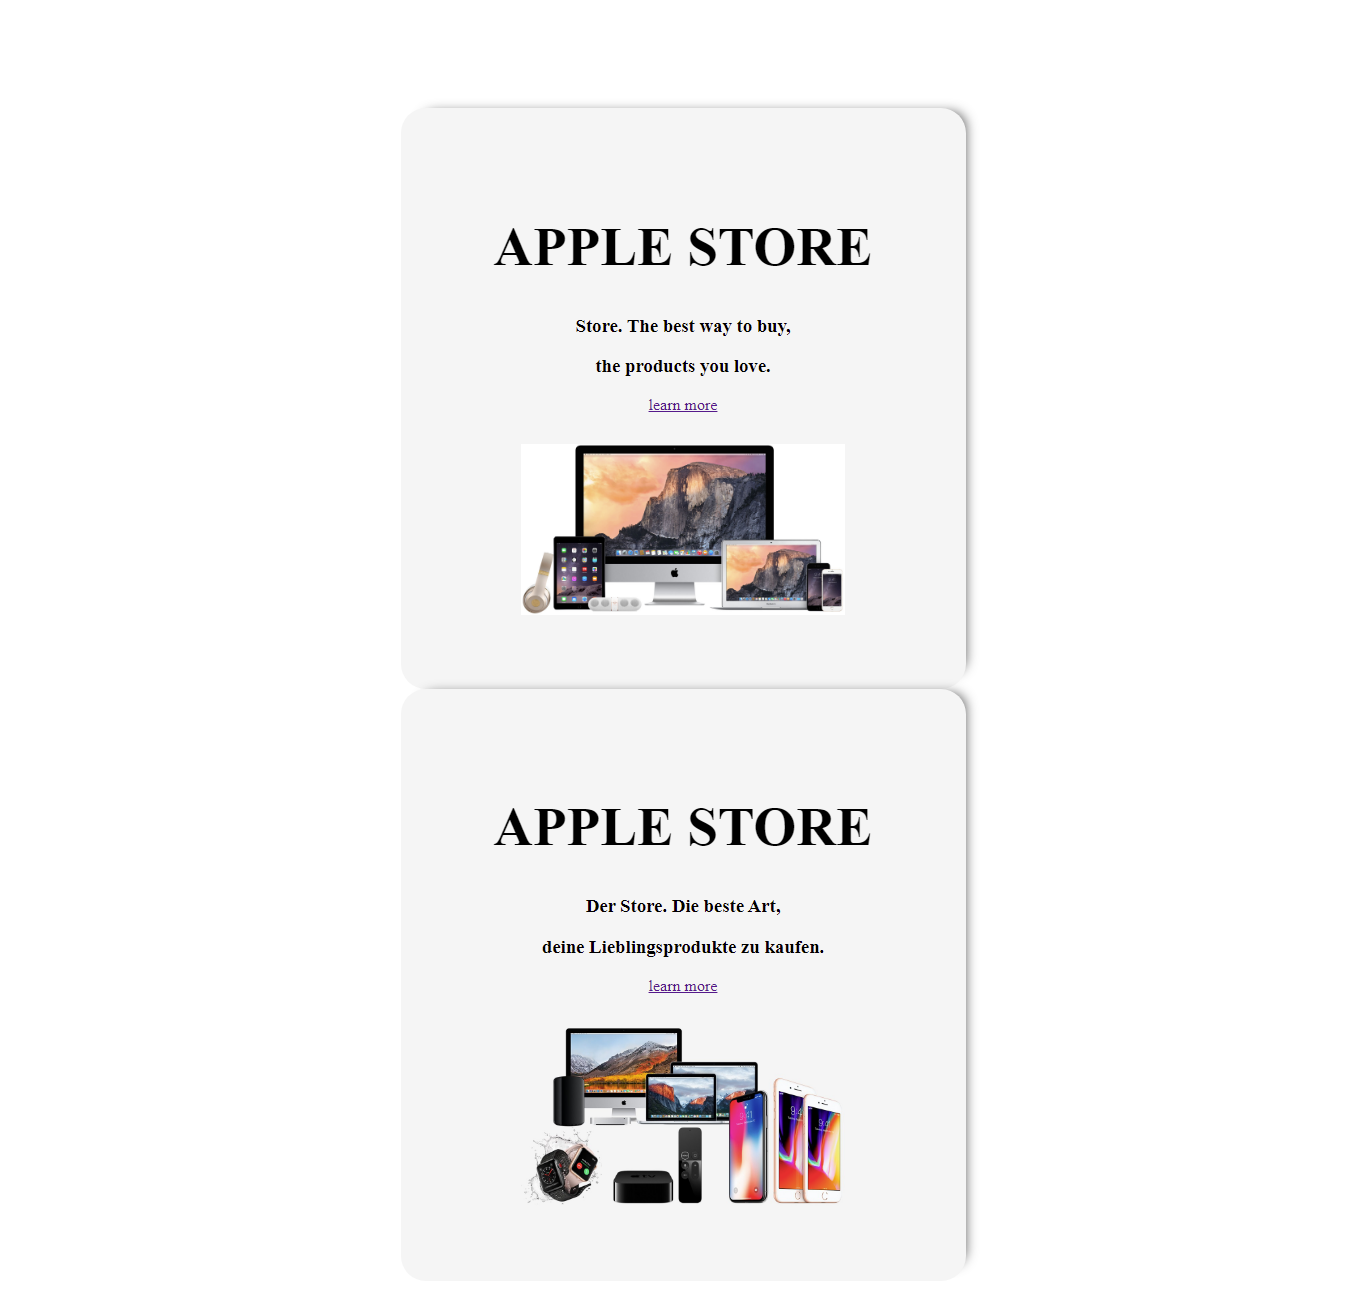 APPLE STORE
Store. The best way to buy,
the products you love.
learn more
APPLE STORE
Der Store. Die beste Art,
deine Lieblingsprodukte zu kaufen.
learn more